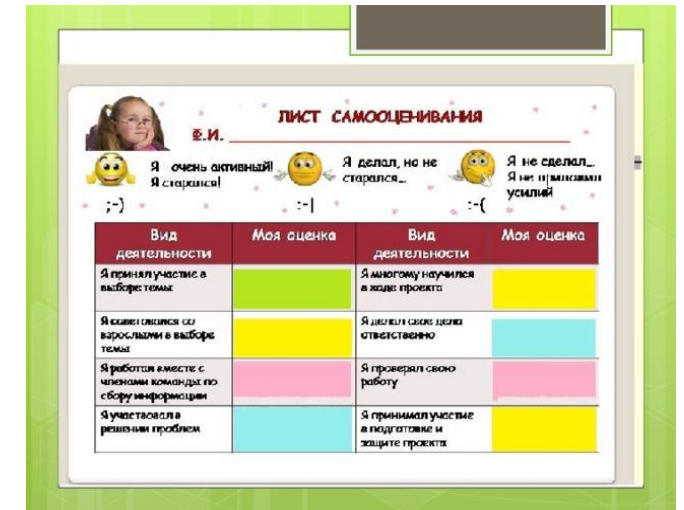 ЛИСТ САМООЦЕНИВАНИЯ
Ф.И.
Я очень активный!
Я старался!
;-)
Я делал, но не
старался...
:-|
Я не сделал...
Я не приложил
усилий
:-(
Вид
деятельности
Моя оценка
Вид
деятельности
Моя оценка
Я принял участие в
выборе темы
Я многому научился
в ходе проекта
Я советовался со
взрослыми в выборе
темы
Я делал свое дело
ответственно
Я работал вместе с
членами команды по
сбору информации
Я проверял свою
работу
Я участвовал в
решении проблем
Я принимал участие
в подготовке и
защите проекта